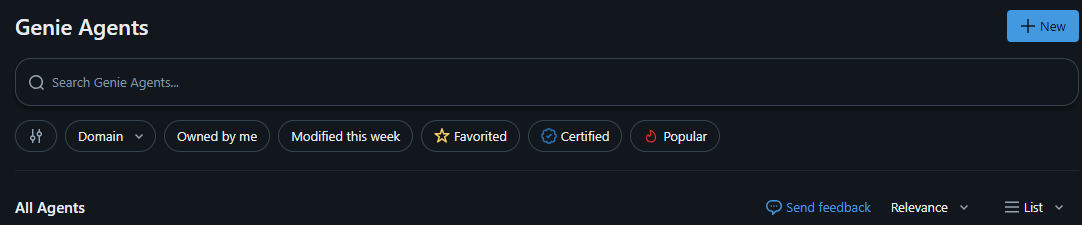 Genie Agents
New
Search Genie Agents...
Domain Owned by me Modified this week Favorited Certified Popular
All Agents
Send feedback Relevance List